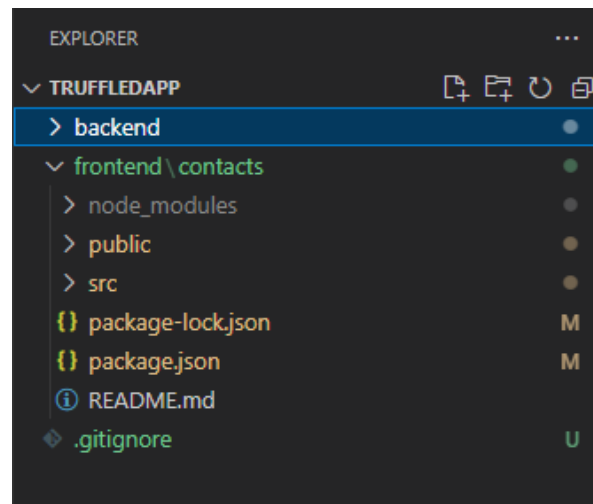 EXPLORER ...
TRUFFLEDAPP
backend
frontend\contacts
node_modules
public
src
{} package-lock.json M
{} package.json M
README.md
.gitignore U